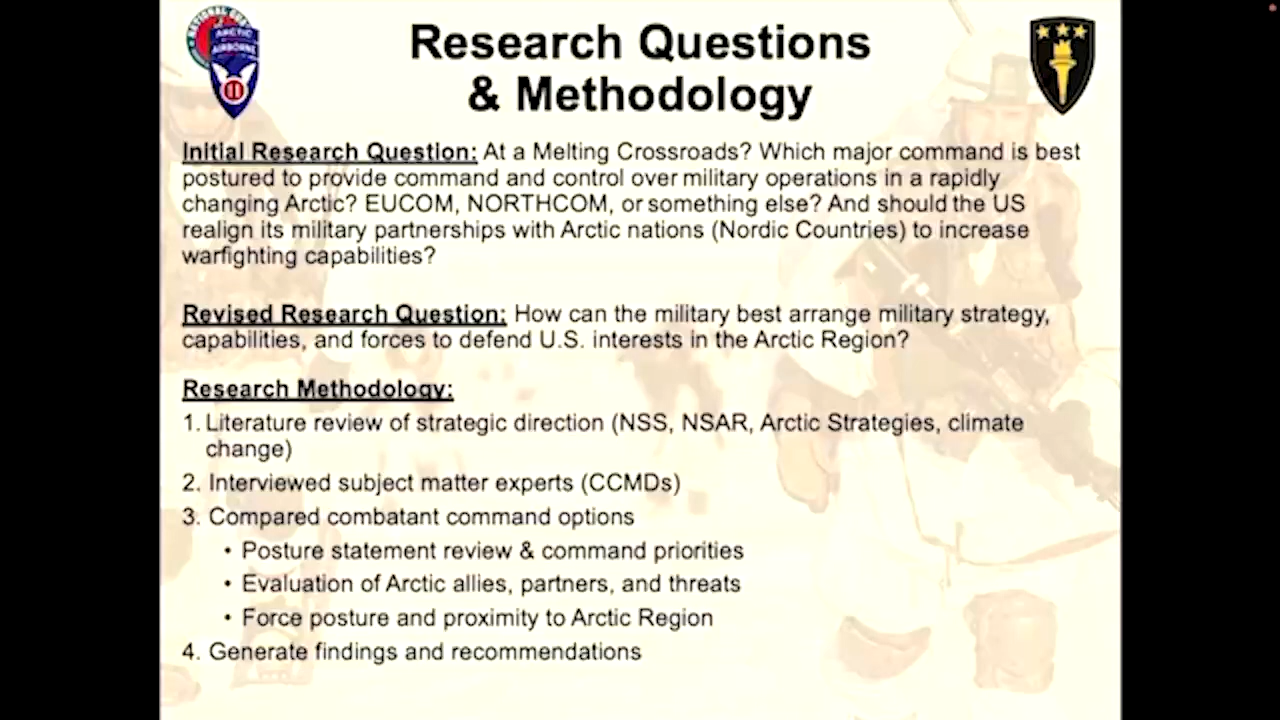 NATIONAL GUA
ARCTIC
AIRBORNE
11
Research Questions
& Methodology
Initial Research Question: At a Melting Crossroads? Which major command is best
postured to provide command and control over military operations in a rapidly
changing Arctic? EUCOM, NORTHCOM, or something else? And should the US
realign its military partnerships with Arctic nations (Nordic Countries) to increase
warfighting capabilities?
Revised Research Question: How can the military best arrange military strategy,
capabilities, and forces to defend U.S. interests in the Arctic Region?
Research Methodology:
1. Literature review of strategic direction (NSS, NSAR, Arctic Strategies, climate
change)
2. Interviewed subject matter experts (CCMDs)
3. Compared combatant command options
• Posture statement review & command priorities
• Evaluation of Arctic allies, partners, and threats
• Force posture and proximity to Arctic Region
4. Generate findings and recommendations